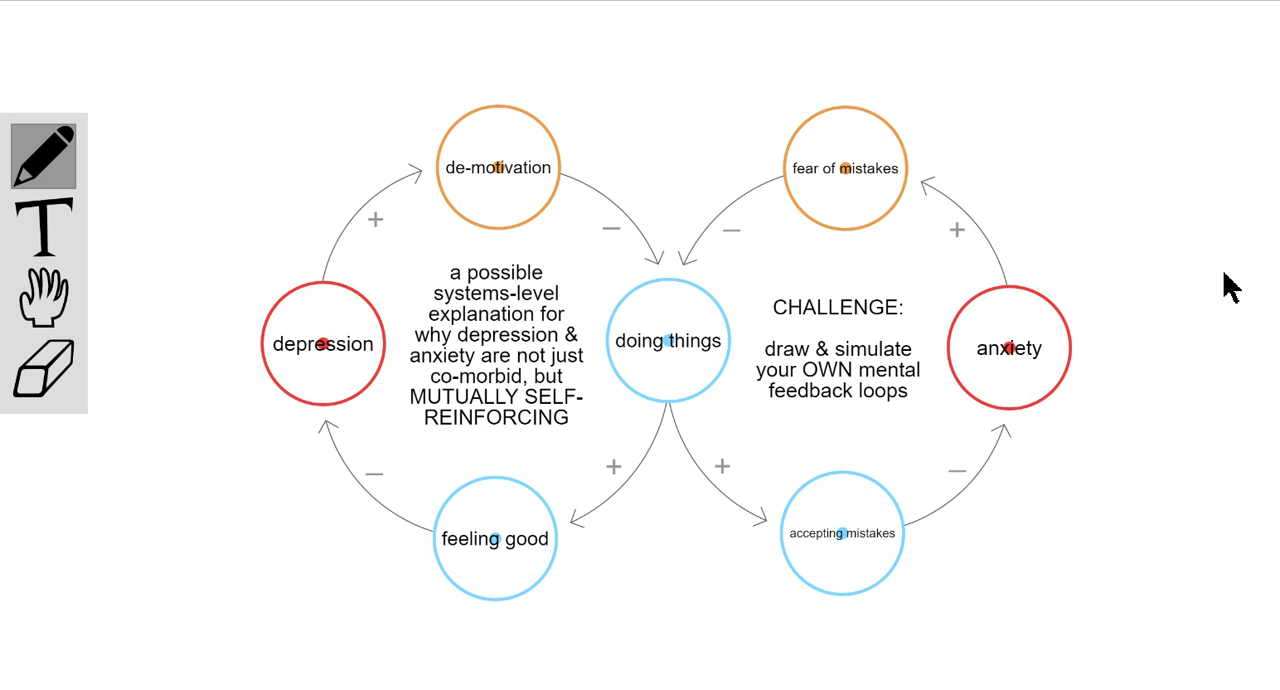 de-motivation
fear of mistakes
+
–
–
+
a possible
systems-level
explanation for
why depression &
anxiety are not just
co-morbid, but
MUTUALLY SELF-
REINFORCING
depression
doing things
CHALLENGE:
draw & simulate
your OWN mental
feedback loops
anxiety
–
+
+
–
feeling good
accepting mistakes
T